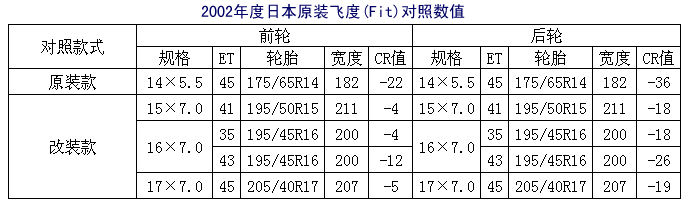 2002年度日本原装飞度(Fit)对照数值
对照款式 前轮 后轮
规格 ET 轮胎 宽度 CR值 规格 ET 轮胎 宽度 CR值
原装款 14×5.5 45 175/65R14 182 -22 14×5.5 45 175/65R14 182 -36
改装款 15×7.0 41 195/50R15 211 -4 15×7.0 41 195/50R15 211 -18
16×7.0 35 195/45R16 200 -4 16×7.0 35 195/45R16 200 -18
43 195/45R16 200 -12 43 195/45R16 200 -26
17×7.0 45 205/40R17 207 -5 17×7.0 45 205/40R17 207 -19